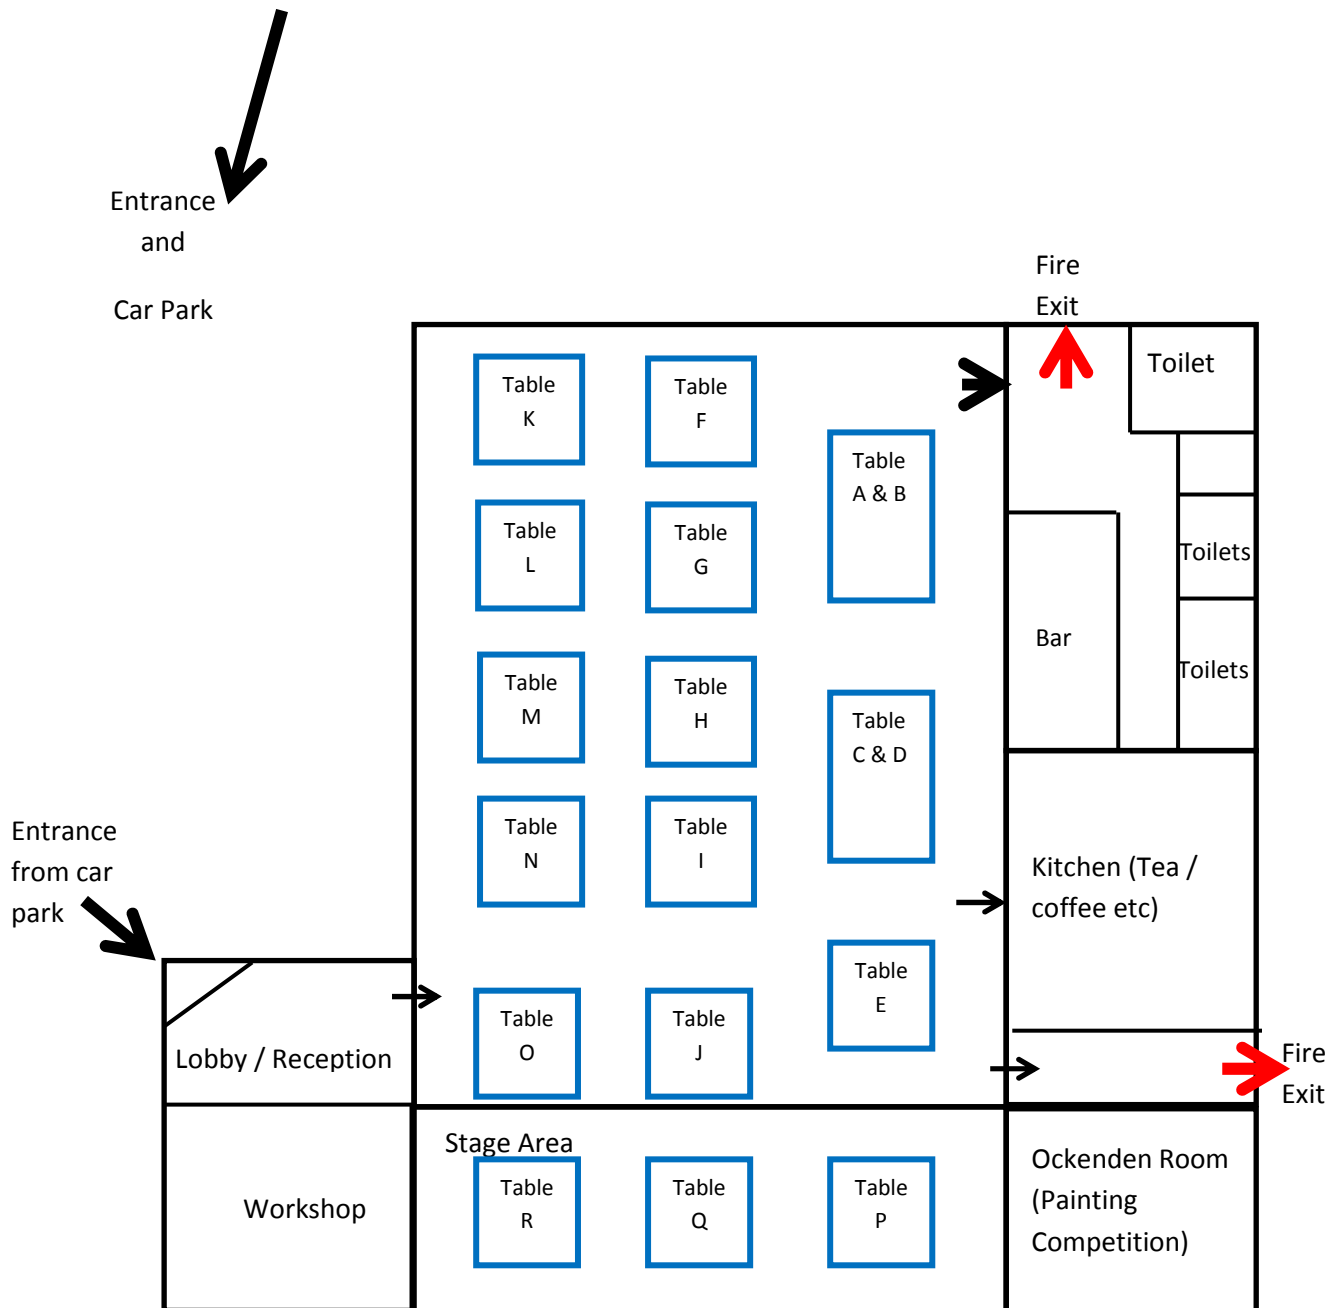 Entrance
and
Car Park
Fire
Exit
Table
K
Table
F
Toilet
Table
A & B
Table
L
Table
G
Toilets
Bar
Toilets
Table
M
Table
H
Table
C & D
Table
N
Table
I
Entrance
from car
park
Kitchen (Tea /
coffee etc)
Table
E
Lobby / Reception
Table
O
Table
J
Fire
Exit
Stage Area
Workshop
Table
R
Table
Q
Table
P
Ockenden Room
(Painting
Competition)